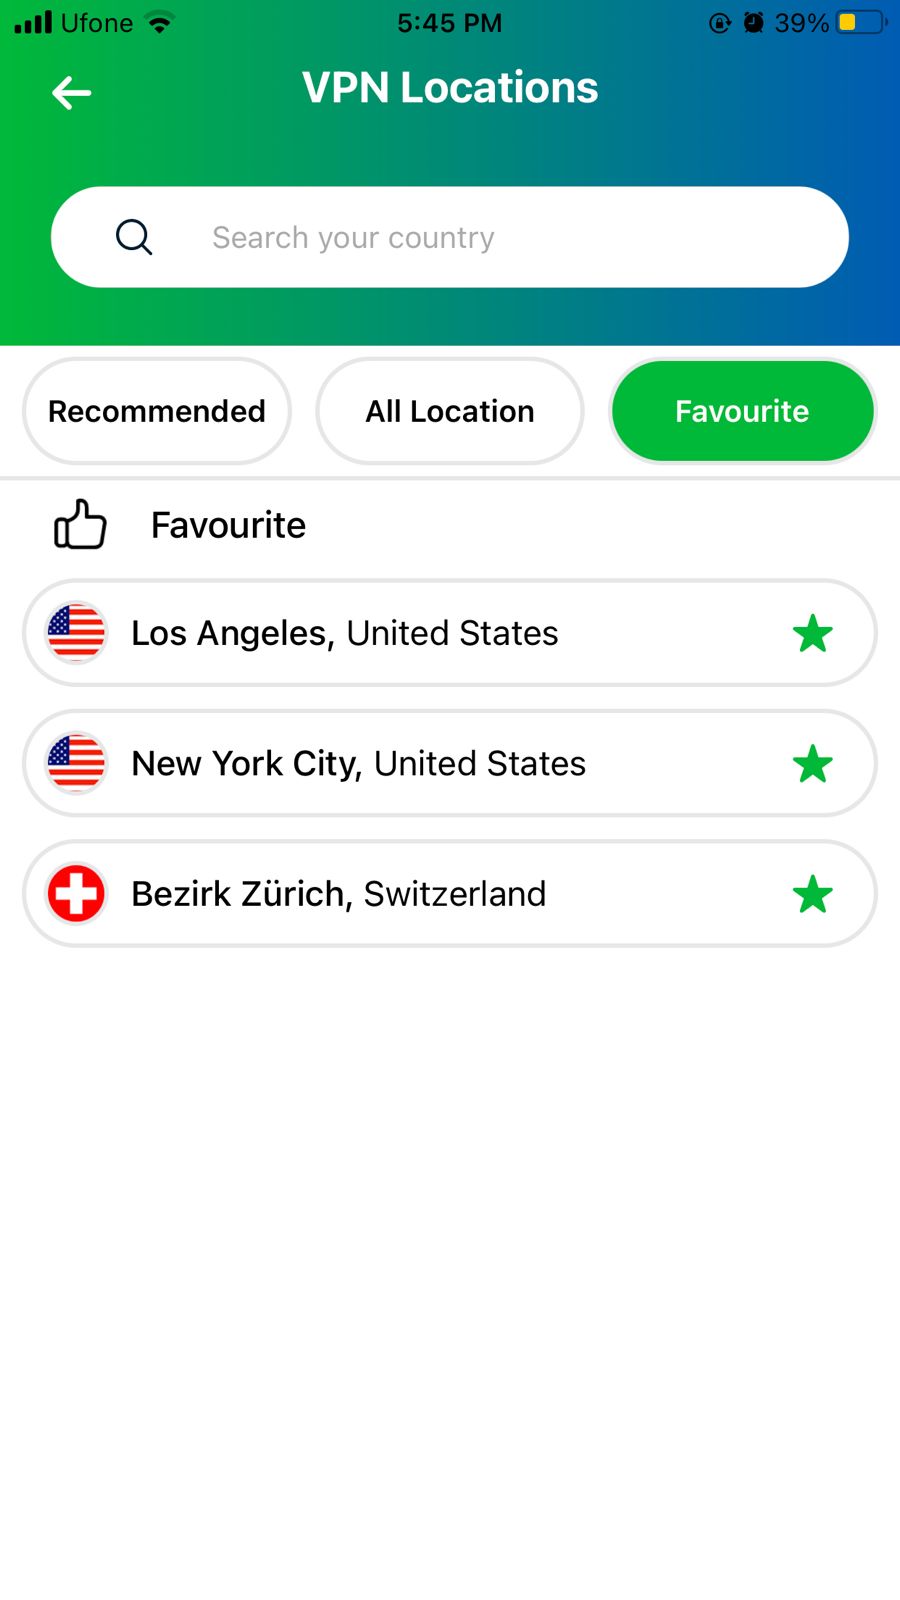 Ufone 5:45 PM 39%
VPN Locations
Search your country
Recommended All Location Favourite
Favourite
Los Angeles, United States
New York City, United States
Bezirk Zürich, Switzerland